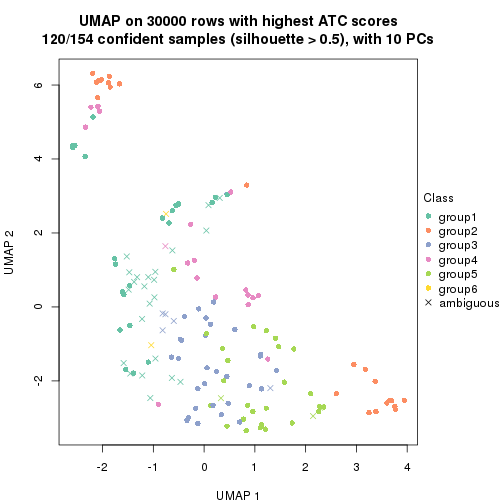 UMAP on 30000 rows with highest ATC scores
120/154 confident samples (silhouette > 0.5), with 10 PCs
UMAP 2
6
4
2
0
-2
-2
-1
0
1
2
3
4
UMAP 1
Class
group1
group2
group3
group4
group5
group6
ambiguous